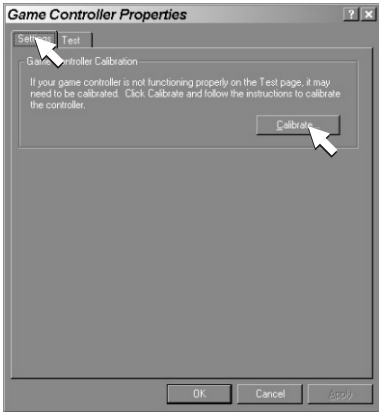 Game Controller Properties
Settings Test
Game Controller Calibration
If your game controller is not functioning properly on the Test page, it may
need to be calibrated. Click Calibrate and follow the instructions to calibrate
the controller.
Calibrate...
OK Cancel Apply